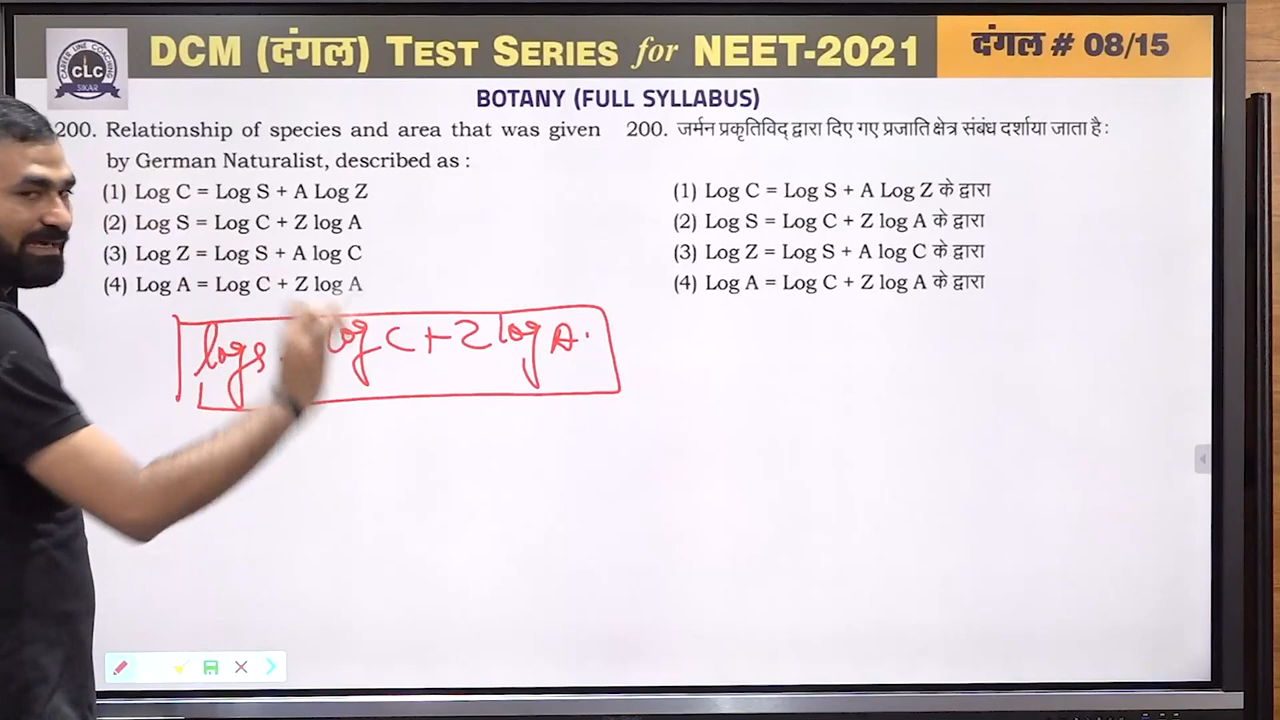 DCM (दंगल) TEST SERIES for NEET-2021
दंगल # 08/15
CAREER LINE COACHING
CLC
SIKAR
BOTANY (FULL SYLLABUS)
200. Relationship of species and area that was given
by German Naturalist, described as :
(1) Log C = Log S + A Log Z
(2) Log S = Log C + Z log A
(3) Log Z = Log S + A log C
(4) Log A = Log C + Z log A
200. जर्मन प्रकृतिविद् द्वारा दिए गए प्रजाति क्षेत्र संबंध दर्शाया जाता है :
(1) Log C = Log S + A Log Z के द्वारा
(2) Log S = Log C + Z log A के द्वारा
(3) Log Z = Log S + A log C के द्वारा
(4) Log A = Log C + Z log A के द्वारा
logs log C + Z log A.